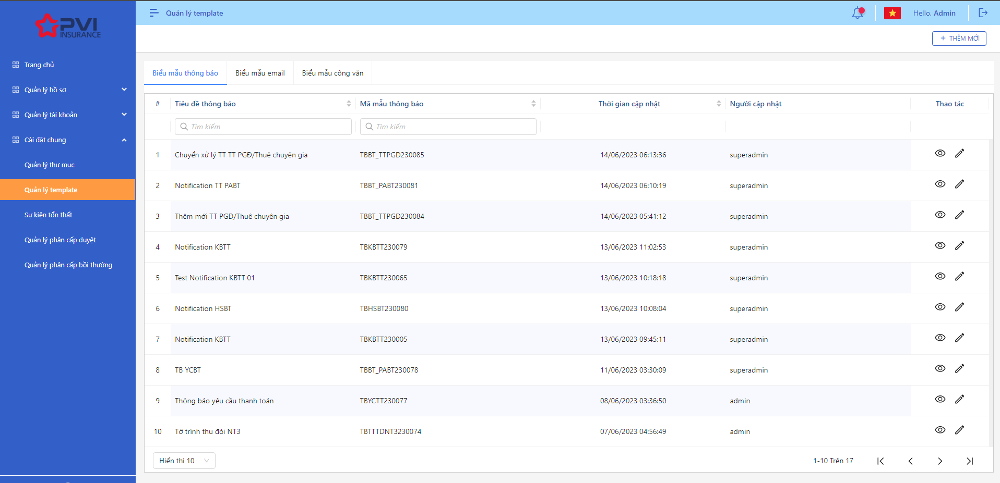 PVI
INSURANCE
Quản lý template
Hello, Admin
THÊM MỚI
Trang chủ
Quản lý hồ sơ
Quản lý tài khoản
Cài đặt chung
Quản lý thư mục
Quản lý template
Sự kiện tổn thất
Quản lý phân cấp duyệt
Quản lý phân cấp bồi thường
Biểu mẫu thông báo Biểu mẫu email Biểu mẫu công văn
# Tiêu đề thông báo Mã mẫu thông báo Thời gian cập nhật Người cập nhật Thao tác
Tìm kiếm Tìm kiếm
1 Chuyển xử lý TT TT PGĐ/Thuê chuyên gia TBBT_TTPGD230085 14/06/2023 06:13:36 superadmin
2 Notification TT PABT TBBT_PABT230081 14/06/2023 06:10:19 superadmin
3 Thêm mới TT PGĐ/Thuê chuyên gia TBBT_TTPGD230084 14/06/2023 05:41:12 superadmin
4 Notification KBTT TBKBTT230079 13/06/2023 11:02:53 superadmin
5 Test Notification KBTT 01 TBKBTT230065 13/06/2023 10:18:18 superadmin
6 Notification HSBT TBHSBT230080 13/06/2023 10:08:04 superadmin
7 Notification KBTT TBKBTT230005 13/06/2023 09:45:11 superadmin
8 TB YCBT TBBT_PABT230078 11/06/2023 03:30:09 superadmin
9 Thông báo yêu cầu thanh toán TBYCTT230077 08/06/2023 03:36:50 admin
10 Tờ trình thu đòi NT3 TBTTTDNT3230074 07/06/2023 04:56:49 admin
Hiển thị 10 1-10 Trên 17